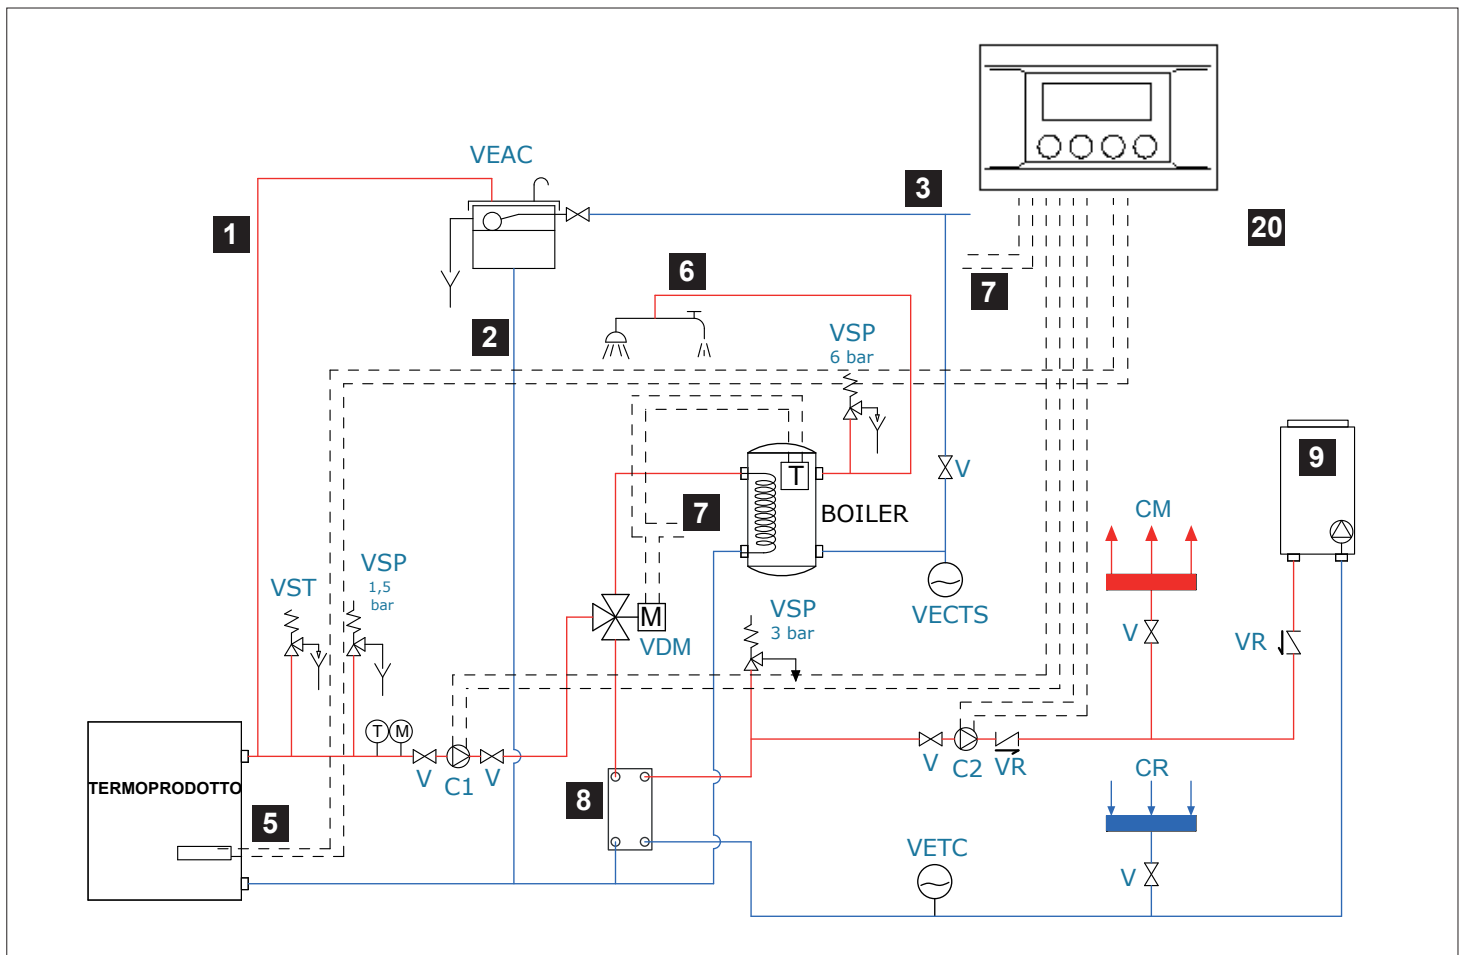 VEAC
3
1
20
6
7
2
VSP
6 bar
9
T
V
7
BOILER
CM
VSP
1,5
bar
VST
VSP
3 bar
M
VECTS
VDM
V
VR
T
M
TERMOPRODOTTO
V
C1
V
V
C2
VR
CR
8
5
VETC
V